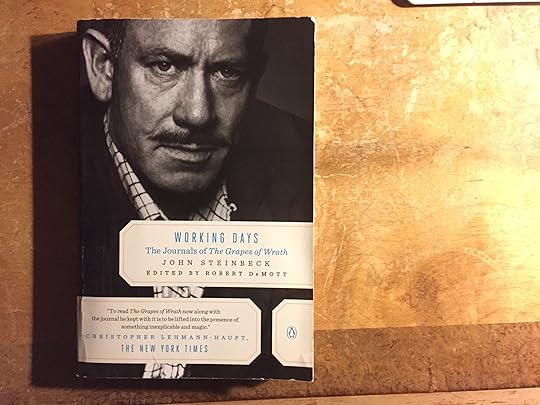 WORKING DAYS
The Journals of The Grapes of Wrath
JOHN STEINBECK
EDITED BY ROBERT DeMOTT
"To read The Grapes of Wrath now along with
the journal he kept with it is to be lifted into the presence of
something inexplicable and magic."
-CHRISTOPHER LEHMANN-HAUPT,
THE NEW YORK TIMES